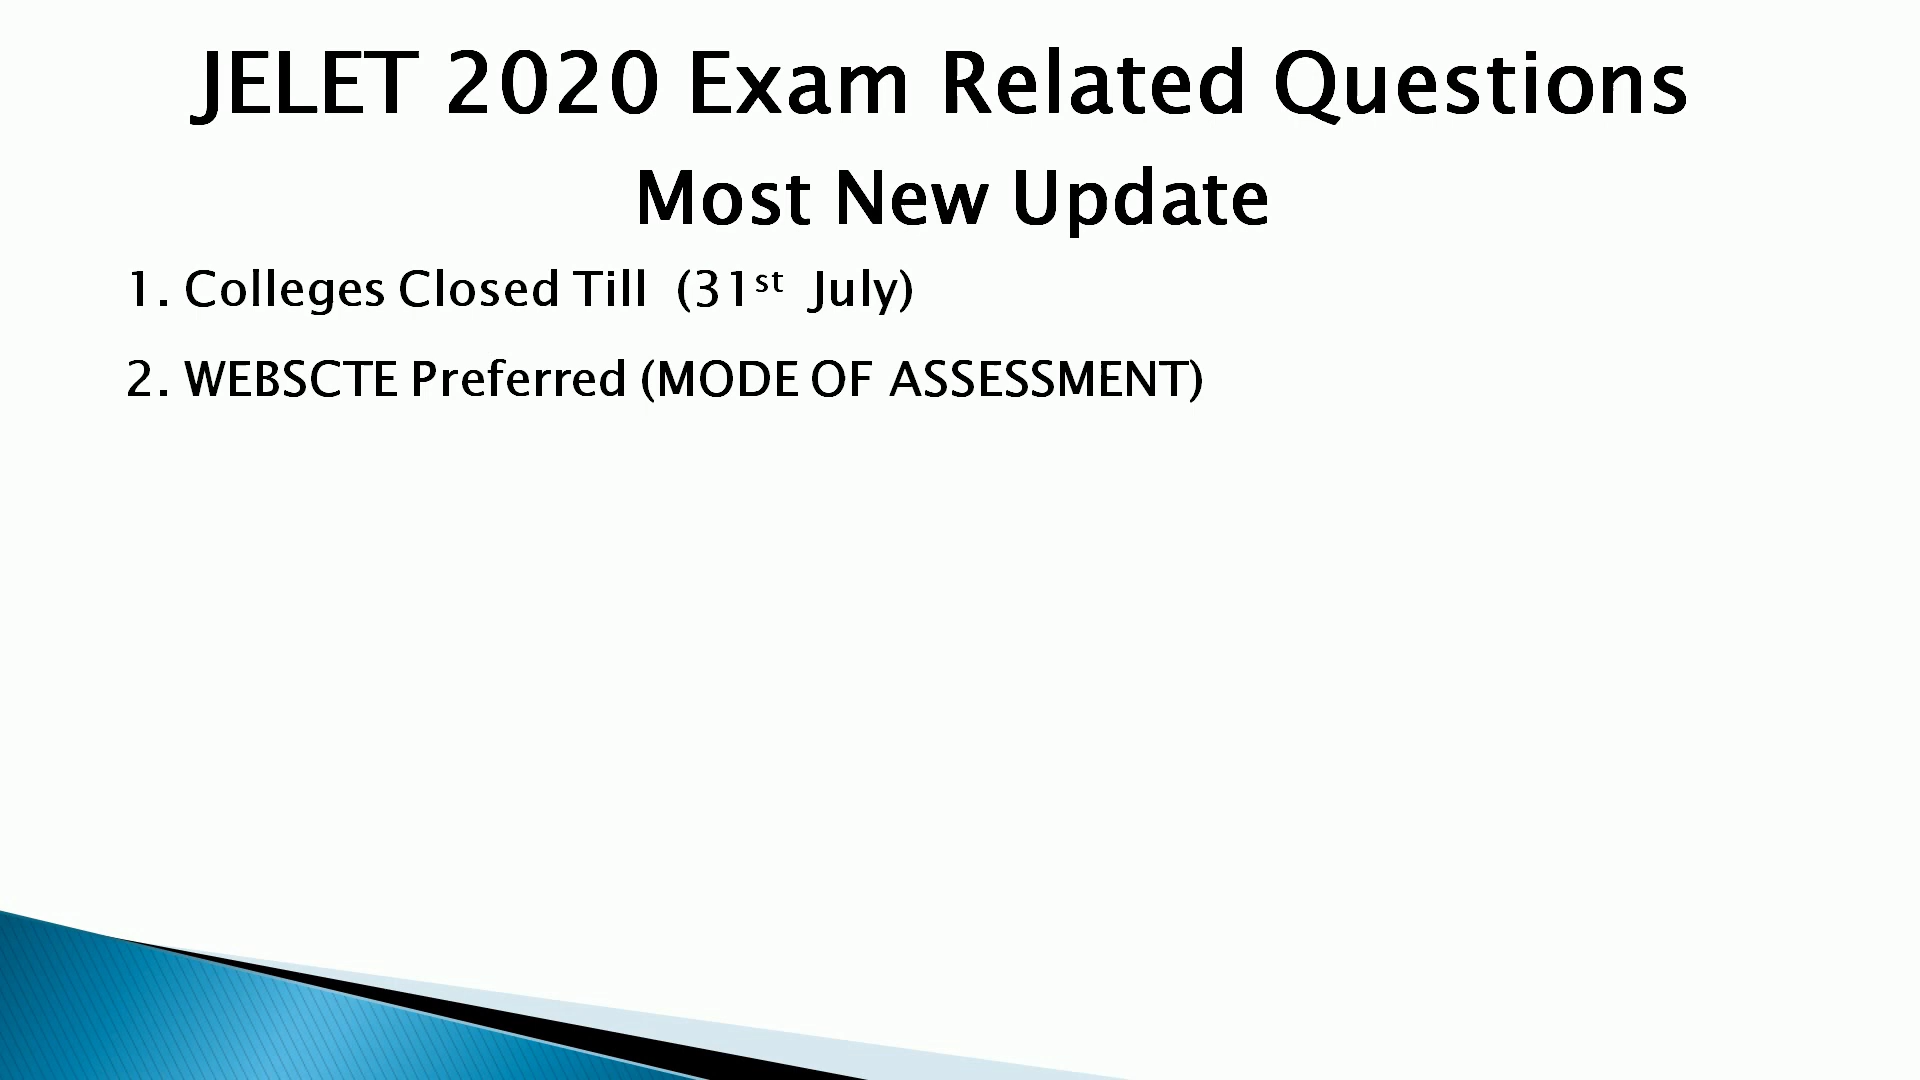 JELET 2020 Exam Related Questions
Most New Update
1. Colleges Closed Till (31st July)
2. WEBSCTE Preferred (MODE OF ASSESSMENT)